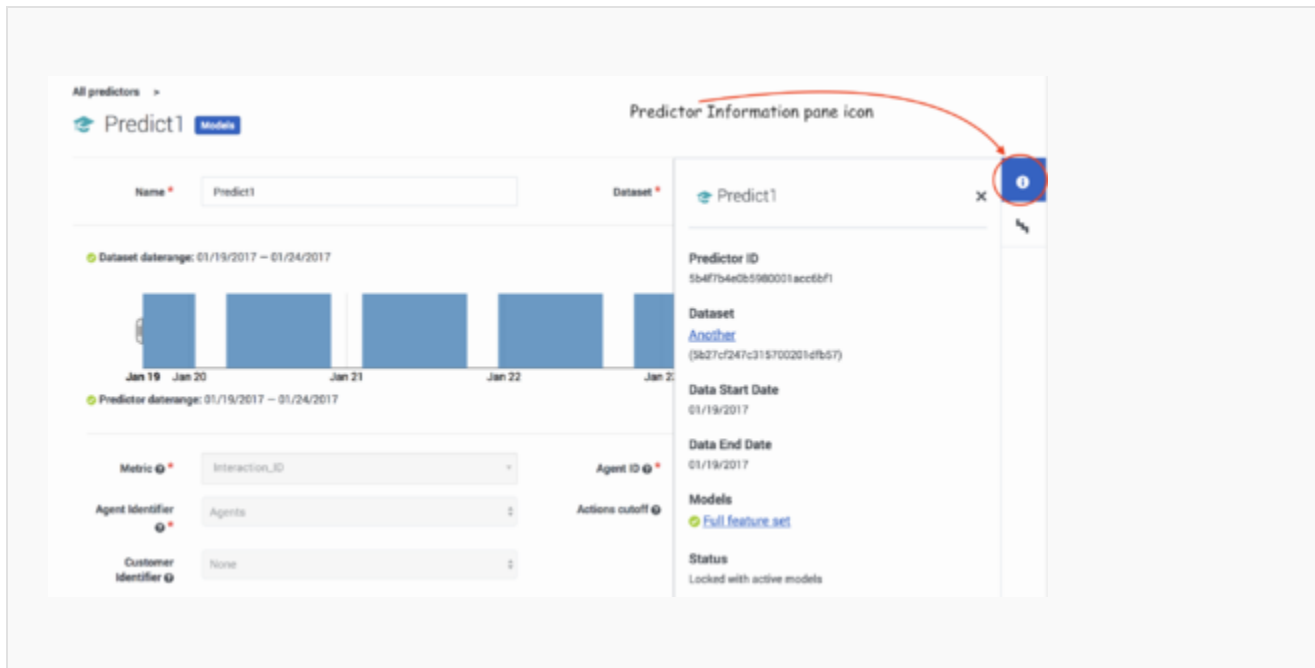 All predictors >
Predict1 Models
Predictor Information pane icon
Name * Predict1 Dataset *
Dataset daterange: 01/19/2017 – 01/24/2017
Jan 19 Jan 20 Jan 21 Jan 22 Jan 2
Predictor daterange: 01/19/2017 – 01/24/2017
Metric * Interaction_ID Agent ID *
Agent Identifier * Agents Actions cutoff
Customer Identifier None
Predict1 ×
Predictor ID
5b4f7b4e0b5980001acc6bf1
Dataset
Another
(5b27cf247c315700201dfb57)
Data Start Date
01/19/2017
Data End Date
01/19/2017
Models
Full feature set
Status
Locked with active models